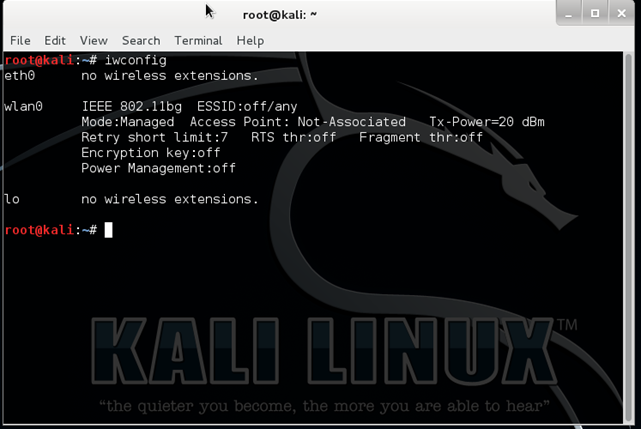 root@kali: ~
File Edit View Search Terminal Help
root@kali:~# iwconfig
eth0      no wireless extensions.
wlan0     IEEE 802.11bg  ESSID:off/any
          Mode:Managed  Access Point: Not-Associated   Tx-Power=20 dBm
          Retry short limit:7   RTS thr:off   Fragment thr:off
          Encryption key:off
          Power Management:off
lo        no wireless extensions.
root@kali:~#
KALI LINUX™
“the quieter you become, the more you are able to hear”